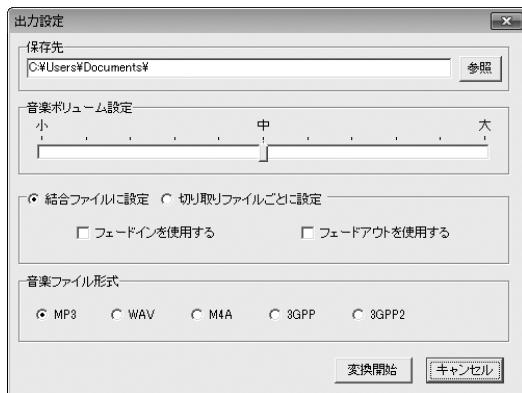 出力設定
保存先
C:¥Users¥Documents¥
参照
音楽ボリューム設定
小 中 大
結合ファイルに設定 切り取りファイルごとに設定
フェードインを使用する フェードアウトを使用する
音楽ファイル形式
MP3 WAV M4A 3GPP 3GPP2
変換開始 キャンセル